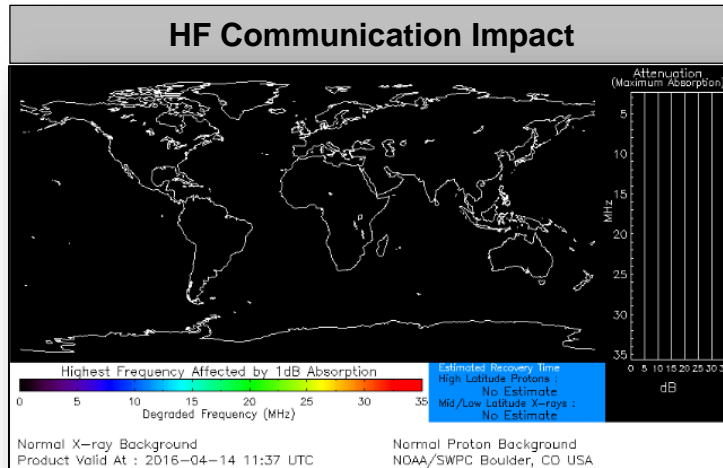 HF Communication Impact
Attenuation
(Maximum Absorption)
5
10
15
20
25
30
35
MHz
0 5 10 15 20 25 30
dB
Highest Frequency Affected by 1dB Absorption
0 5 10 15 20 25 30 35
Degraded Frequency (MHz)
Estimated Recovery Time
High Latitude Protons :
No Estimate
Mid/Low Latitude X-rays :
No Estimate
Normal X-ray Background
Product Valid At : 2016-04-14 11:37 UTC
Normal Proton Background
NOAA/SWPC Boulder, CO USA